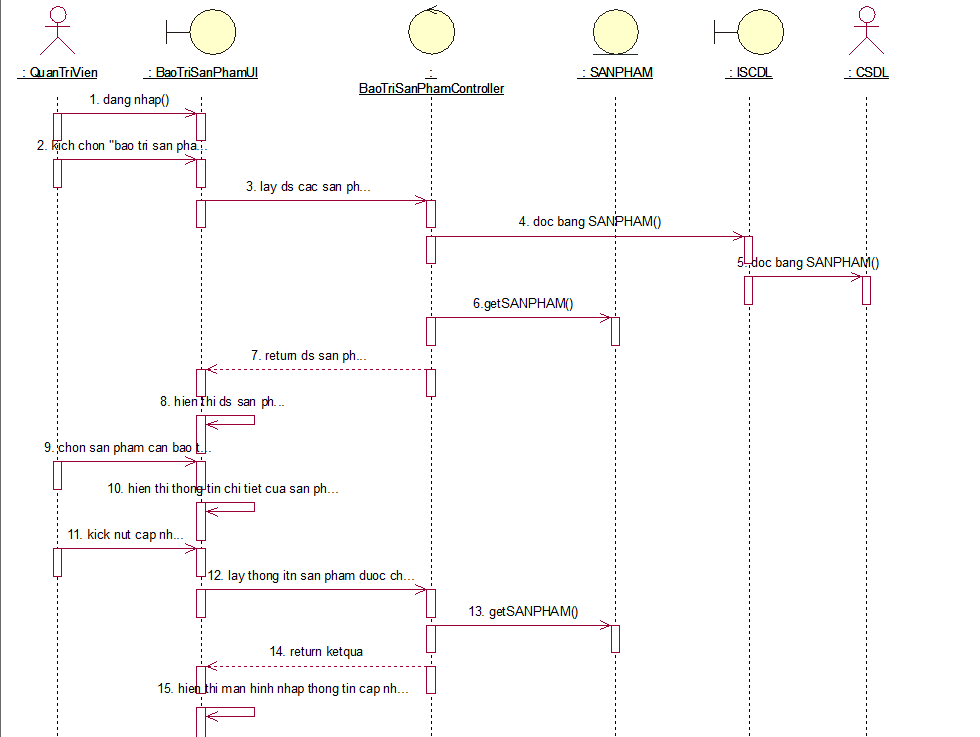 : QuanTriVien
: BaoTriSanPhamUI
:
BaoTriSanPhamController
: SANPHAM
: ISCDL
: CSDL
1. dang nhap()
2. kich chon "bao tri san pha...
3. lay ds cac san ph...
4. doc bang SANPHAM()
5. doc bang SANPHAM()
6.getSANPHAM()
7. return ds san ph...
8. hien thi ds san ph...
9. chon san pham can bao t...
10. hien thi thong tin chi tiet cua san ph...
11. kick nut cap nh...
12. lay thong itn san pham duoc ch...
13. getSANPHAM()
14. return ketqua
15. hien thi man hinh nhap thong tin cap nh...